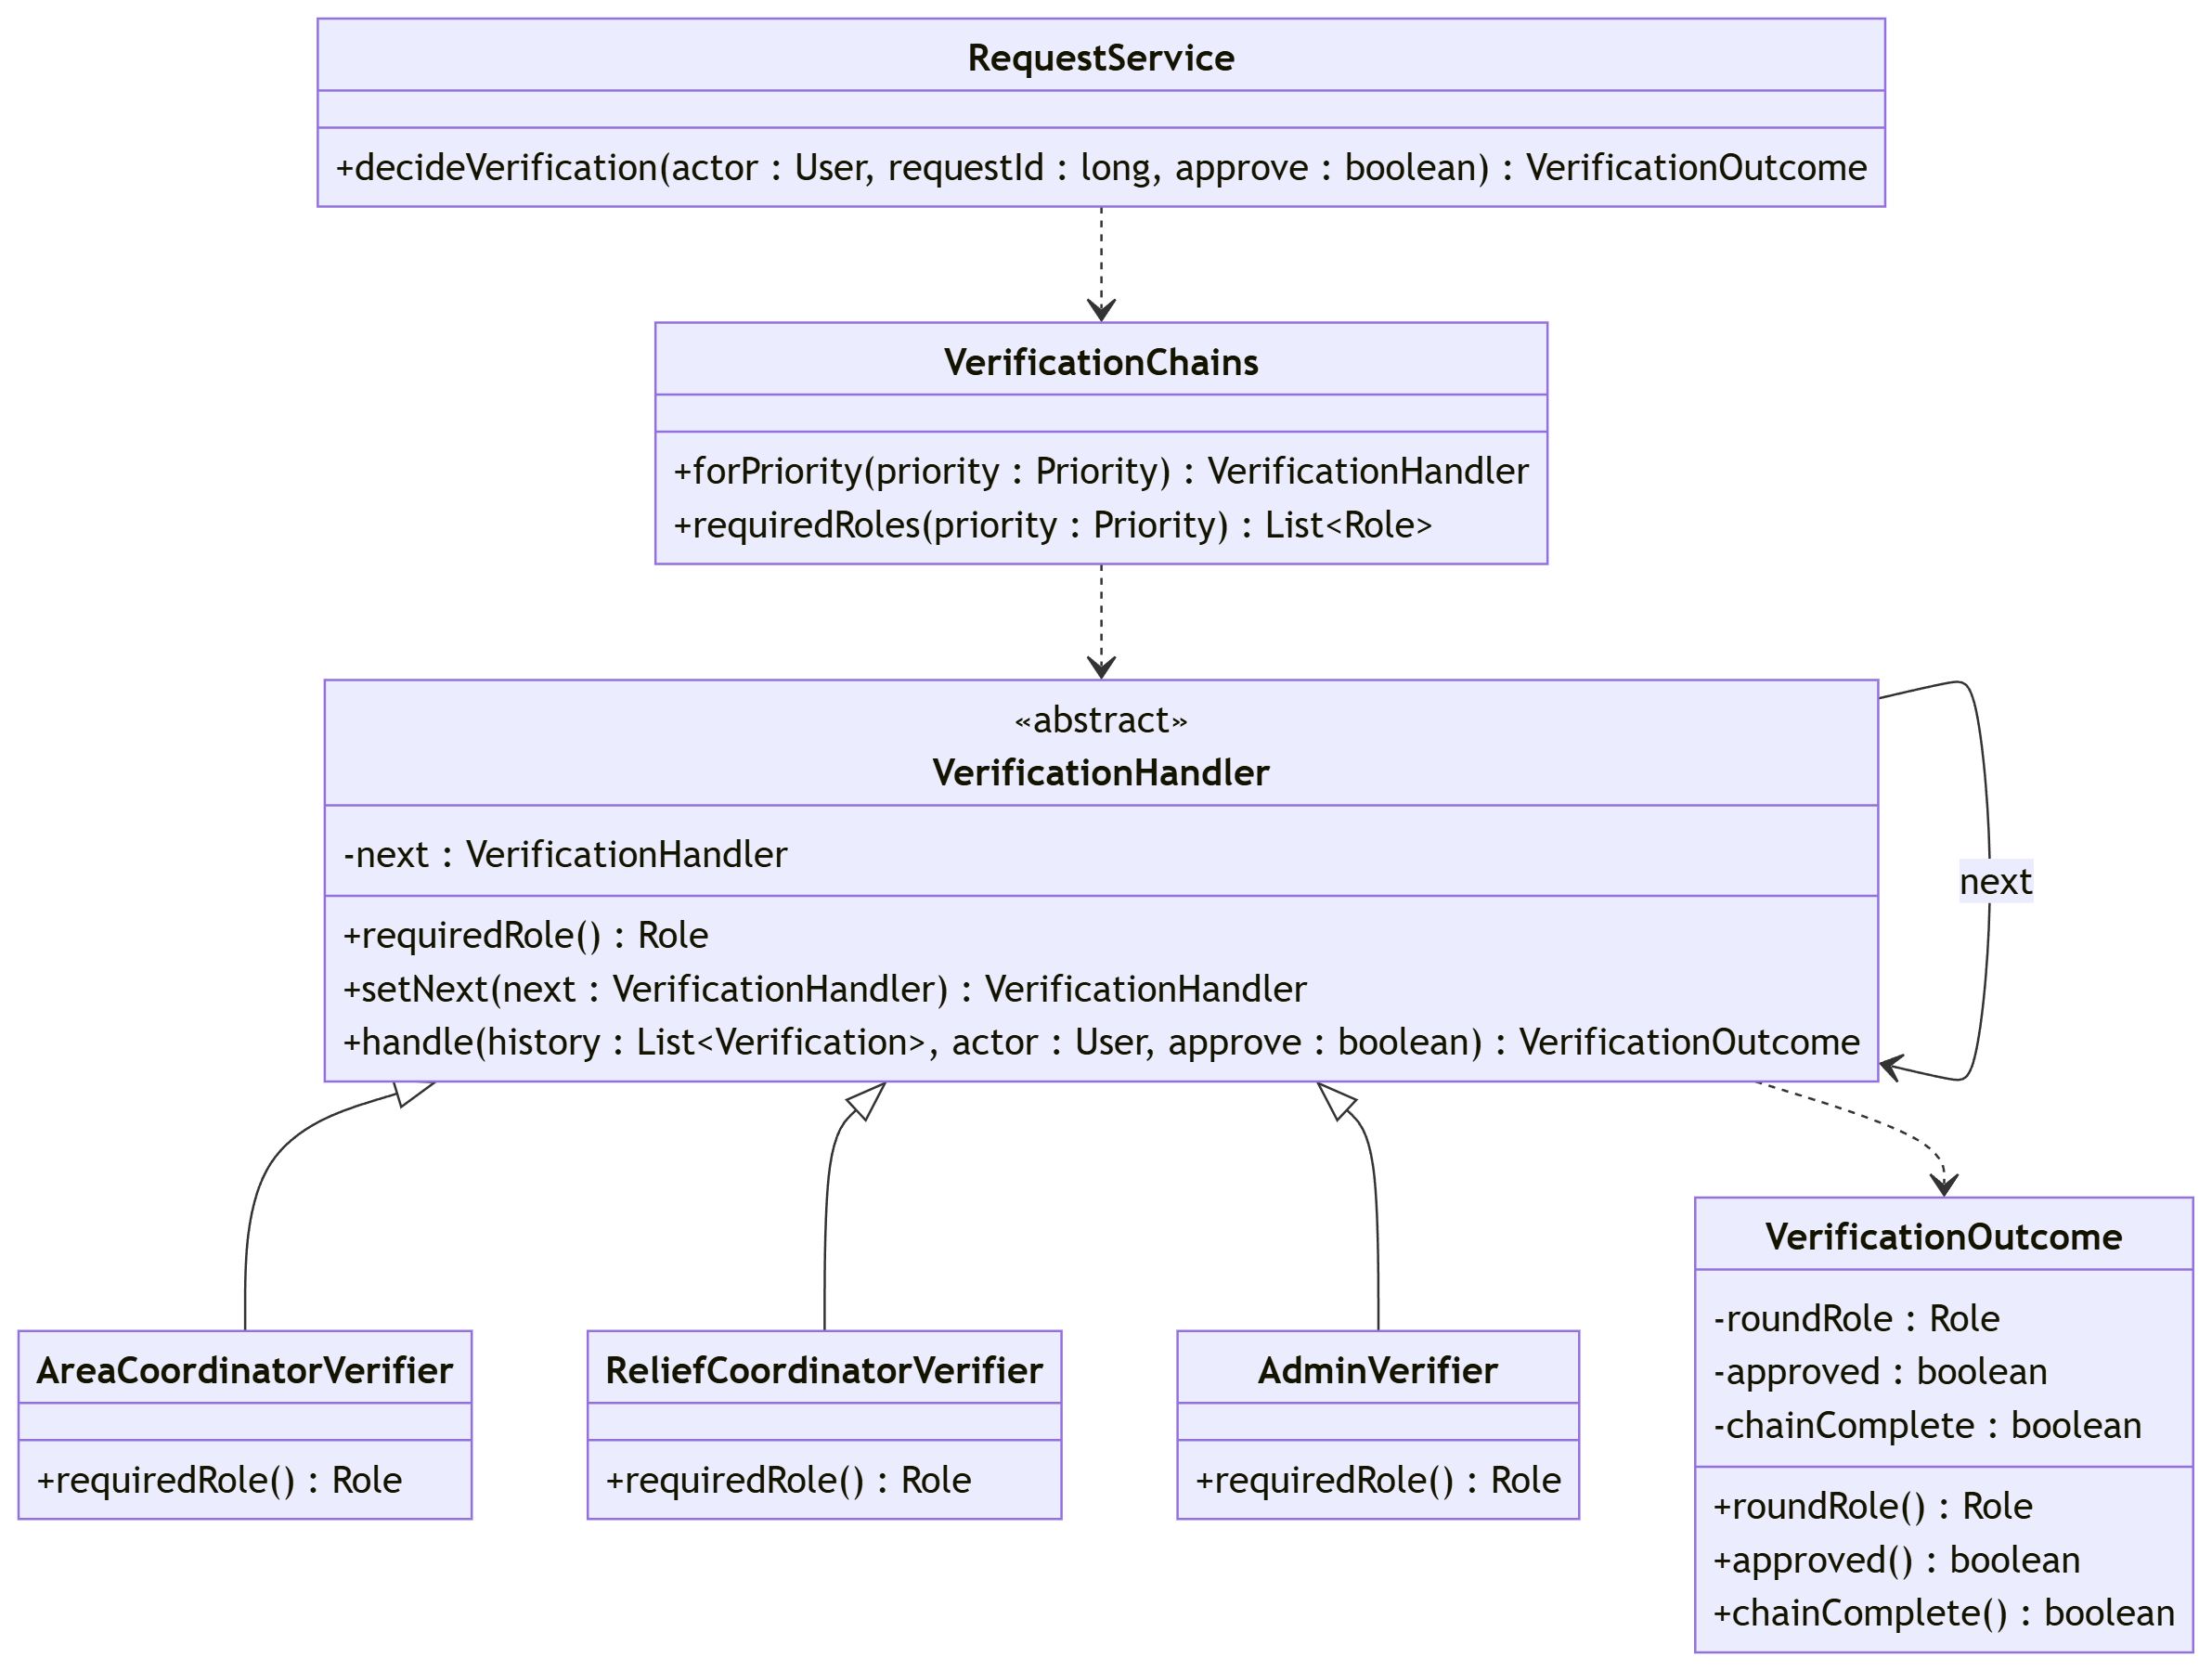 RequestService
+decideVerification(actor : User, requestId : long, approve : boolean) : VerificationOutcome
VerificationChains
+forPriority(priority : Priority) : VerificationHandler
+requiredRoles(priority : Priority) : List<Role>
«abstract»
VerificationHandler
-next : VerificationHandler
next
+requiredRole() : Role
+setNext(next : VerificationHandler) : VerificationHandler
+handle(history : List<Verification>, actor : User, approve : boolean) : VerificationOutcome
AreaCoordinatorVerifier
+requiredRole() : Role
ReliefCoordinatorVerifier
+requiredRole() : Role
AdminVerifier
+requiredRole() : Role
VerificationOutcome
-roundRole : Role
-approved : boolean
-chainComplete : boolean
+roundRole() : Role
+approved() : boolean
+chainComplete() : boolean